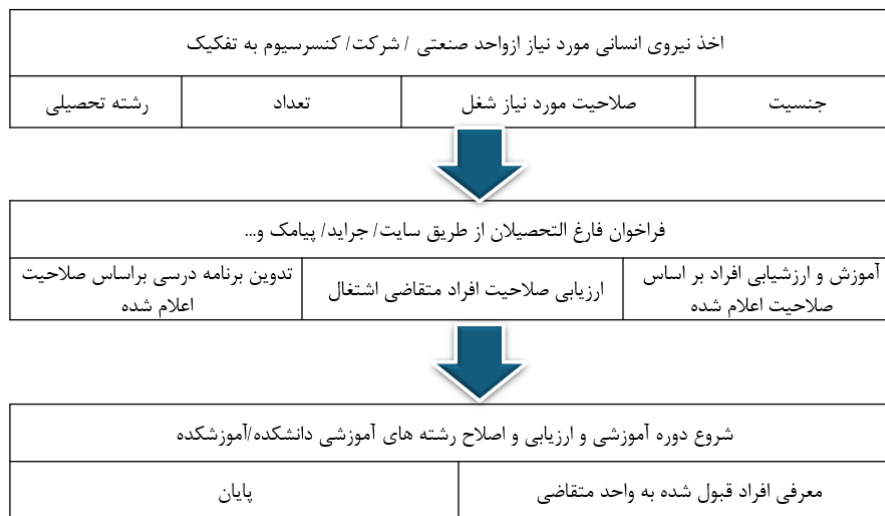 اخذ نیروی انسانی مورد نیاز ازواحد صنعتی / شرکت/ کنسرسیوم به تفکیک
جنسیت
صلاحیت مورد نیاز شغل
تعداد
رشته تحصیلی
فراخوان فارغ التحصیلان از طریق سایت/ جراید/ پیامک و...
آموزش و ارزشیابی افراد بر اساس
صلاحیت اعلام شده
ارزیابی صلاحیت افراد متقاضی اشتغال
تدوین برنامه درسی براساس صلاحیت
اعلام شده
شروع دوره آموزشی و ارزیابی و اصلاح رشته های آموزشی دانشکده/آموزشکده
معرفی افراد قبول شده به واحد متقاضی
پایان